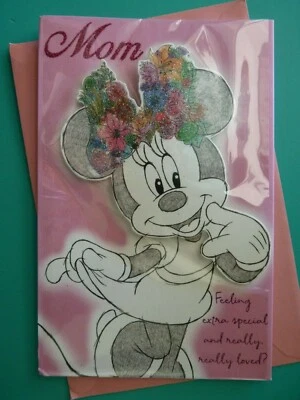 Mom
Feeling
extra special
and really
really loved?